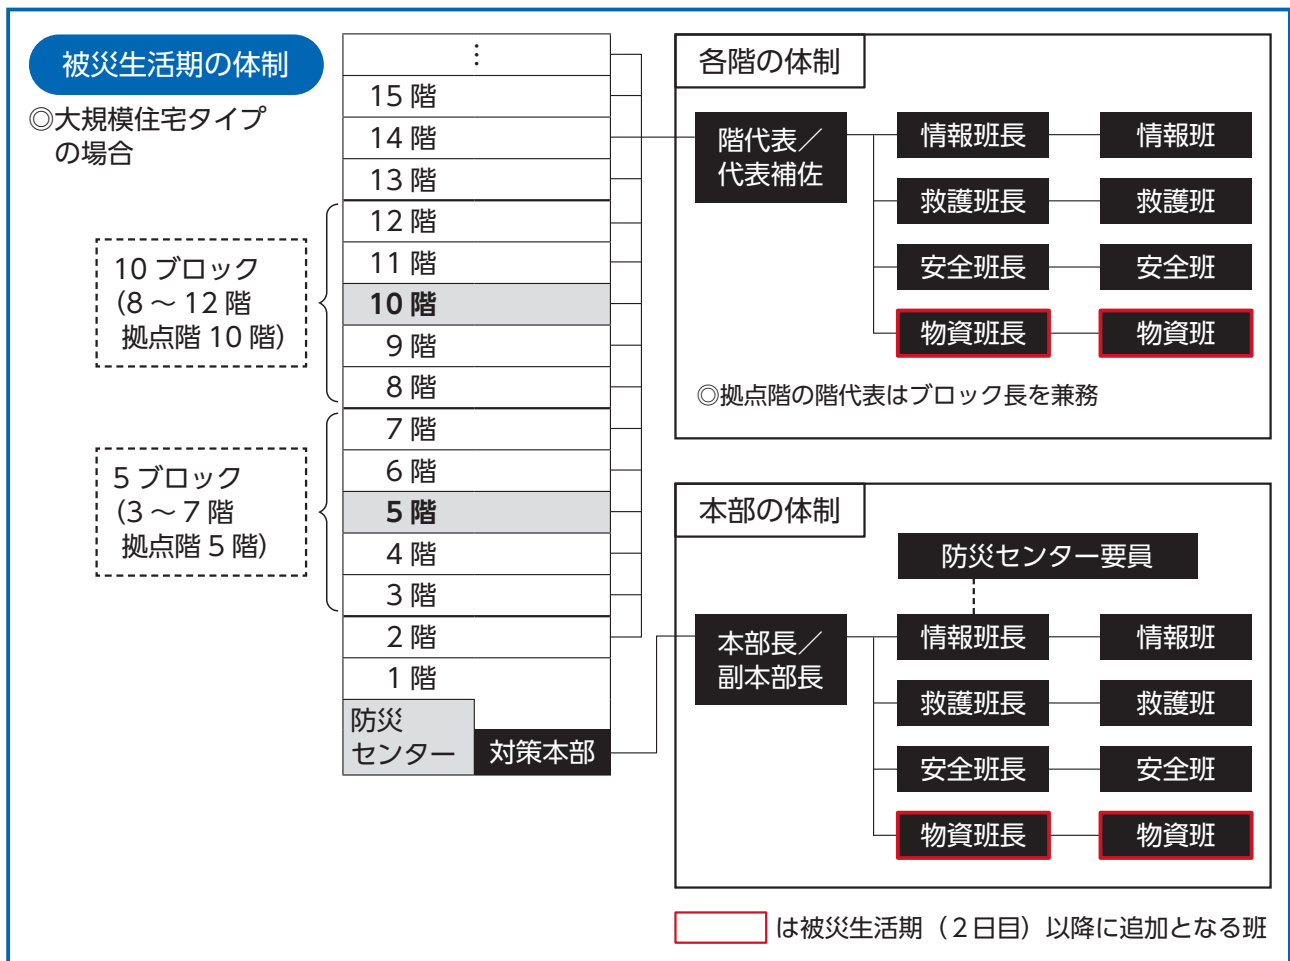 被災生活期の体制
◎大規模住宅タイプ
の場合
10 ブロック
(8 ～ 12 階
拠点階 10 階)
5 ブロック
(3 ～ 7 階
拠点階 5 階)
⋮
15 階
14 階
13 階
12 階
11 階
10 階
9 階
8 階
7 階
6 階
5 階
4 階
3 階
2 階
1 階
防災
センター
対策本部
各階の体制
階代表／
代表補佐
情報班長
情報班
救護班長
救護班
安全班長
安全班
物資班長
物資班
◎拠点階の階代表はブロック長を兼務
本部の体制
防災センター要員
本部長／
副本部長
情報班長
情報班
救護班長
救護班
安全班長
安全班
物資班長
物資班
は被災生活期（２日目）以降に追加となる班